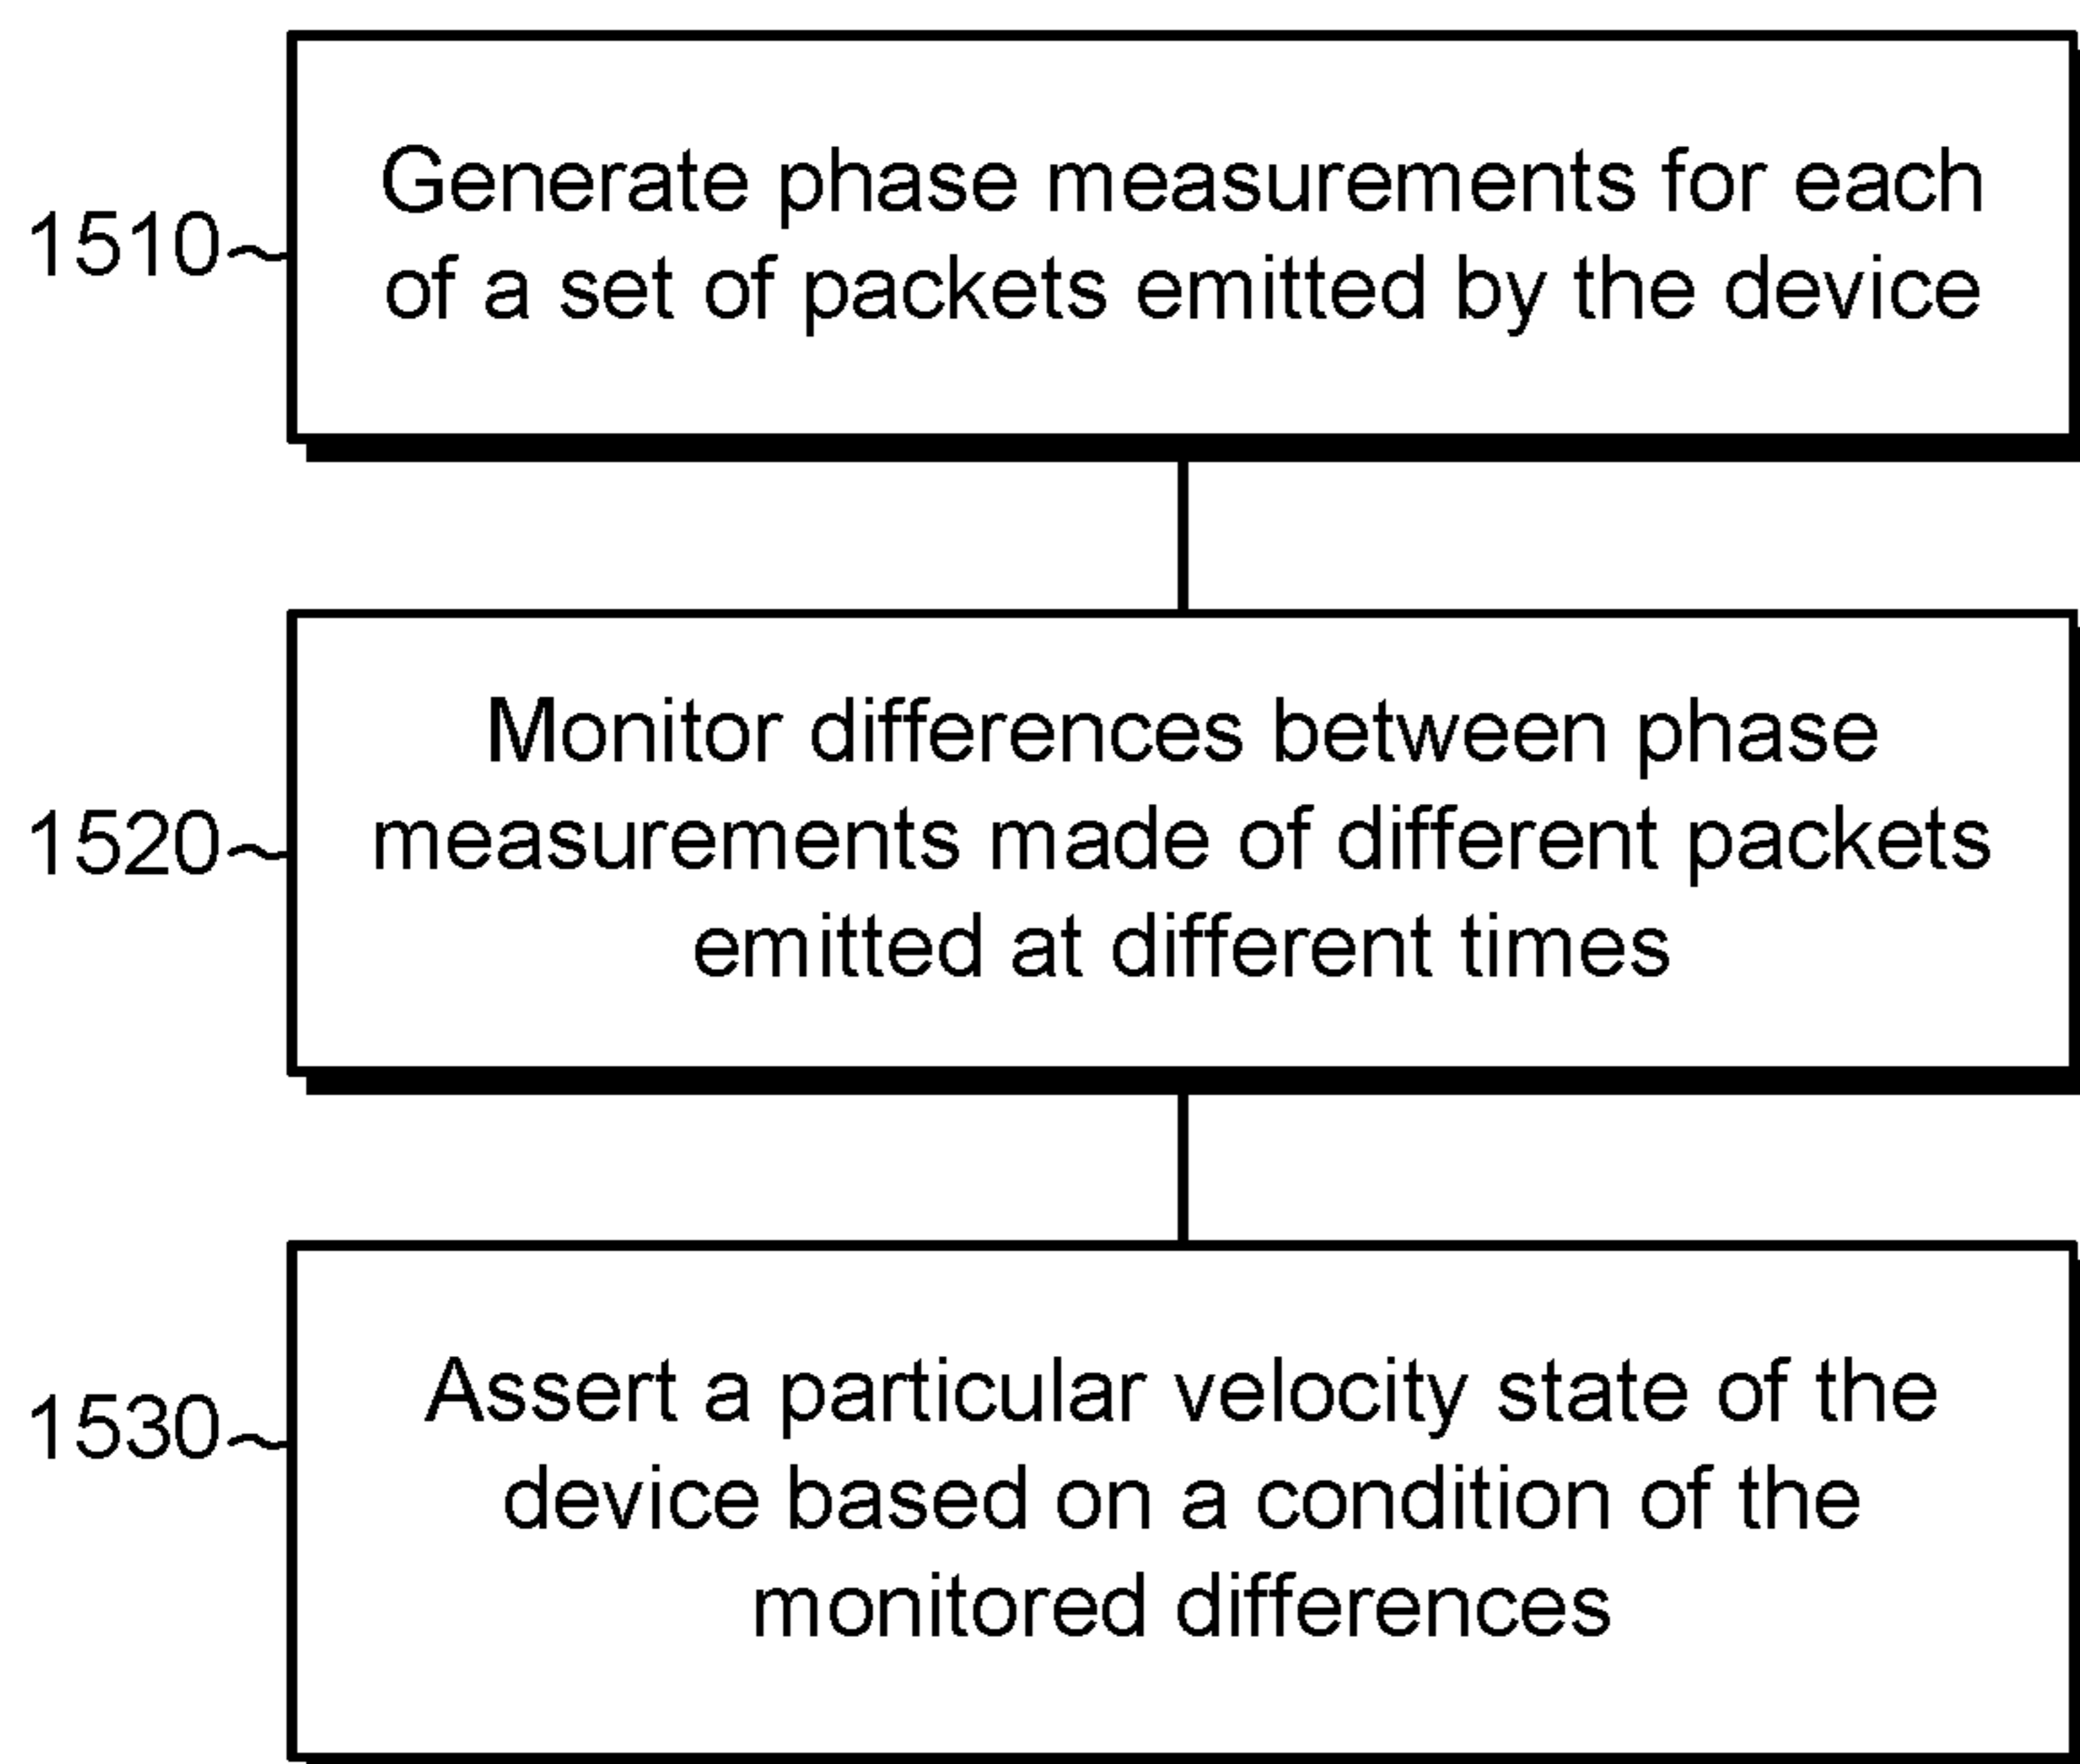 1510
Generate phase measurements for each
of a set of packets emitted by the device
1520
Monitor differences between phase
measurements made of different packets
emitted at different times
1530
Assert a particular velocity state of the
device based on a condition of the
monitored differences